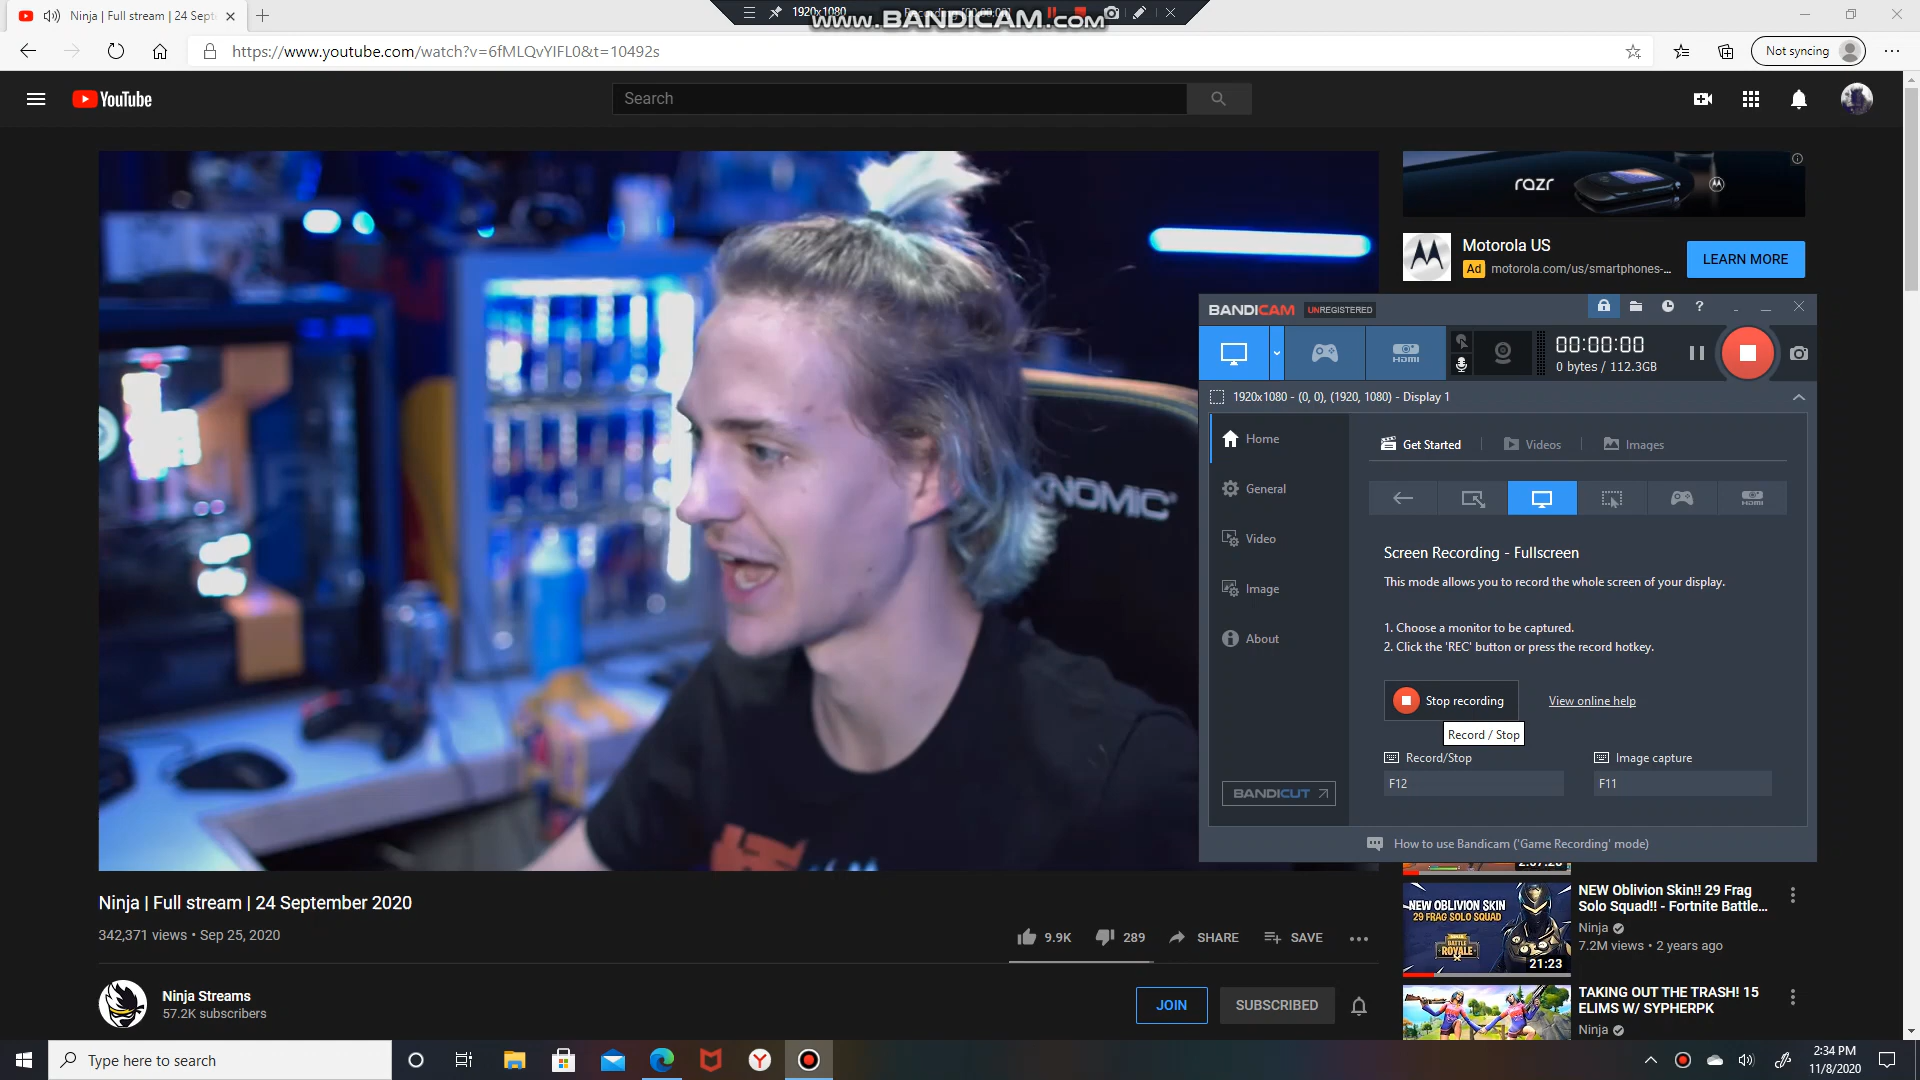 Ninja | Full stream | 24 Sept
1920x1080
www.BANDICAM.com
https://www.youtube.com/watch?v=6fMLQvYIFL0&t=10492s
Not syncing
YouTube
Search
razr
Motorola US
Ad motorola.com/us/smartphones-...
LEARN MORE
BANDICAM UNREGISTERED
HDMI
00:00:00
0 bytes / 112.3GB
1920x1080 - (0, 0), (1920, 1080) - Display 1
Home
General
Video
Image
About
BANDICUT
Get Started
Videos
Images
HDMI
Screen Recording - Fullscreen
This mode allows you to record the whole screen of your display.
1. Choose a monitor to be captured.
2. Click the 'REC' button or press the record hotkey.
Stop recording
View online help
Record / Stop
Record/Stop
Image capture
F12
F11
How to use Bandicam ('Game Recording' mode)
KNOMIC
Ninja | Full stream | 24 September 2020
342,371 views • Sep 25, 2020
9.9K
289
SHARE
SAVE
Ninja Streams
57.2K subscribers
JOIN
SUBSCRIBED
NEW OBLIVION SKIN
29 FRAG SOLO SQUAD
BATTLE
ROYALE
21:23
NEW Oblivion Skin!! 29 Frag
Solo Squad!! - Fortnite Battle...
Ninja
7.2M views • 2 years ago
TAKING OUT THE TRASH! 15
ELIMS W/ SYPHERPK
Ninja
Type here to search
2:34 PM
11/8/2020